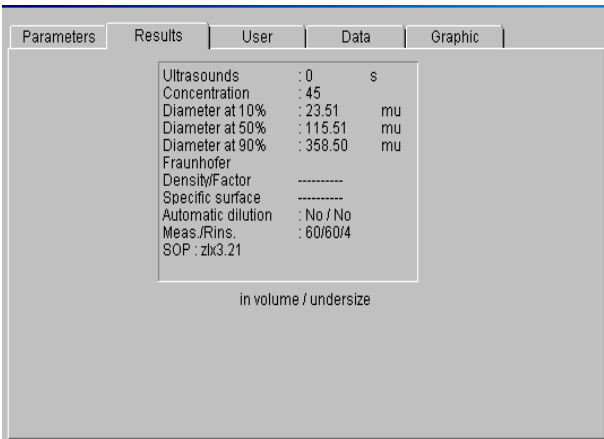 Parameters Results User Data Graphic
Ultrasounds : 0 s
Concentration : 45
Diameter at 10% : 23.51 mu
Diameter at 50% : 115.51 mu
Diameter at 90% : 358.50 mu
Fraunhofer
Density/Factor ----------
Specific surface ----------
Automatic dilution : No / No
Meas./Rins. : 60/60/4
SOP : zlx3.21
in volume / undersize